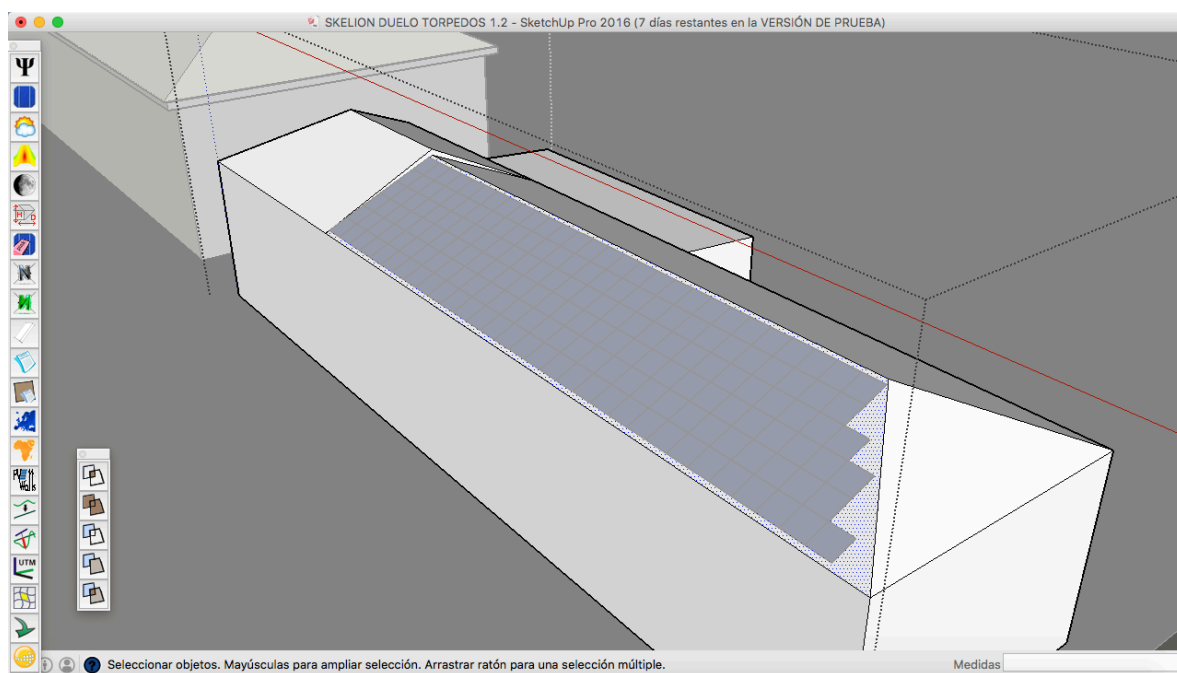 SKELION DUELO TORPEDOS 1.2 - SketchUp Pro 2016 (7 días restantes en la VERSIÓN DE PRUEBA)
UTM
Seleccionar objetos. Mayúsculas para ampliar selección. Arrastrar ratón para una selección múltiple.
Medidas